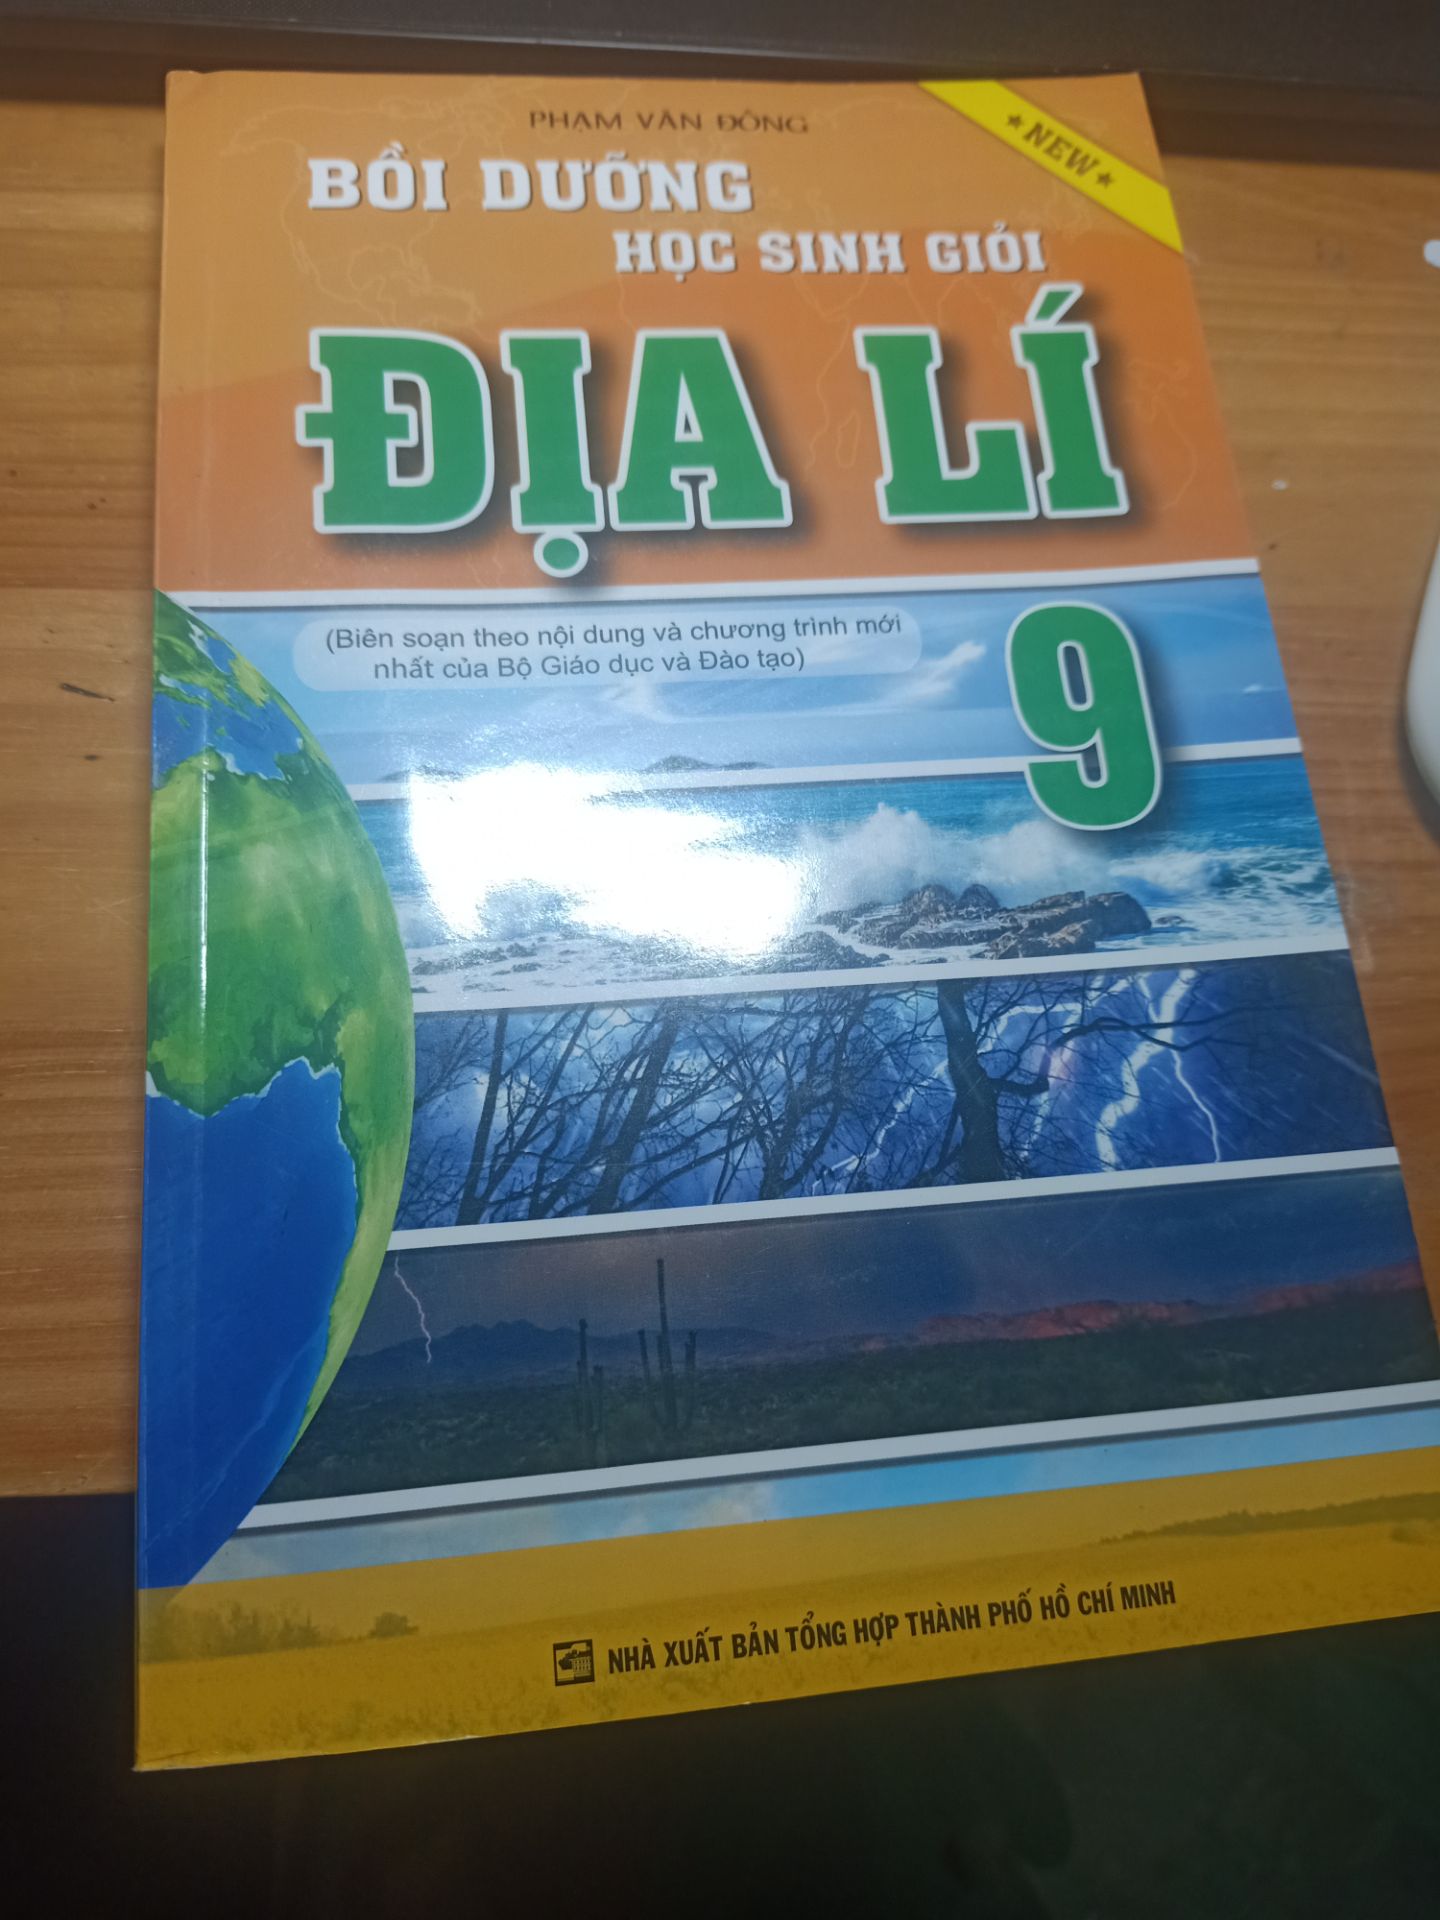 PHẠM VĂN ĐÔNG
★NEW★
BỒI DƯỠNG
HỌC SINH GIỎI
ĐỊA LÍ
9
(Biên soạn theo nội dung và chương trình mới
nhất của Bộ Giáo dục và Đào tạo)
NHÀ XUẤT BẢN TỔNG HỢP THÀNH PHỐ HỒ CHÍ MINH